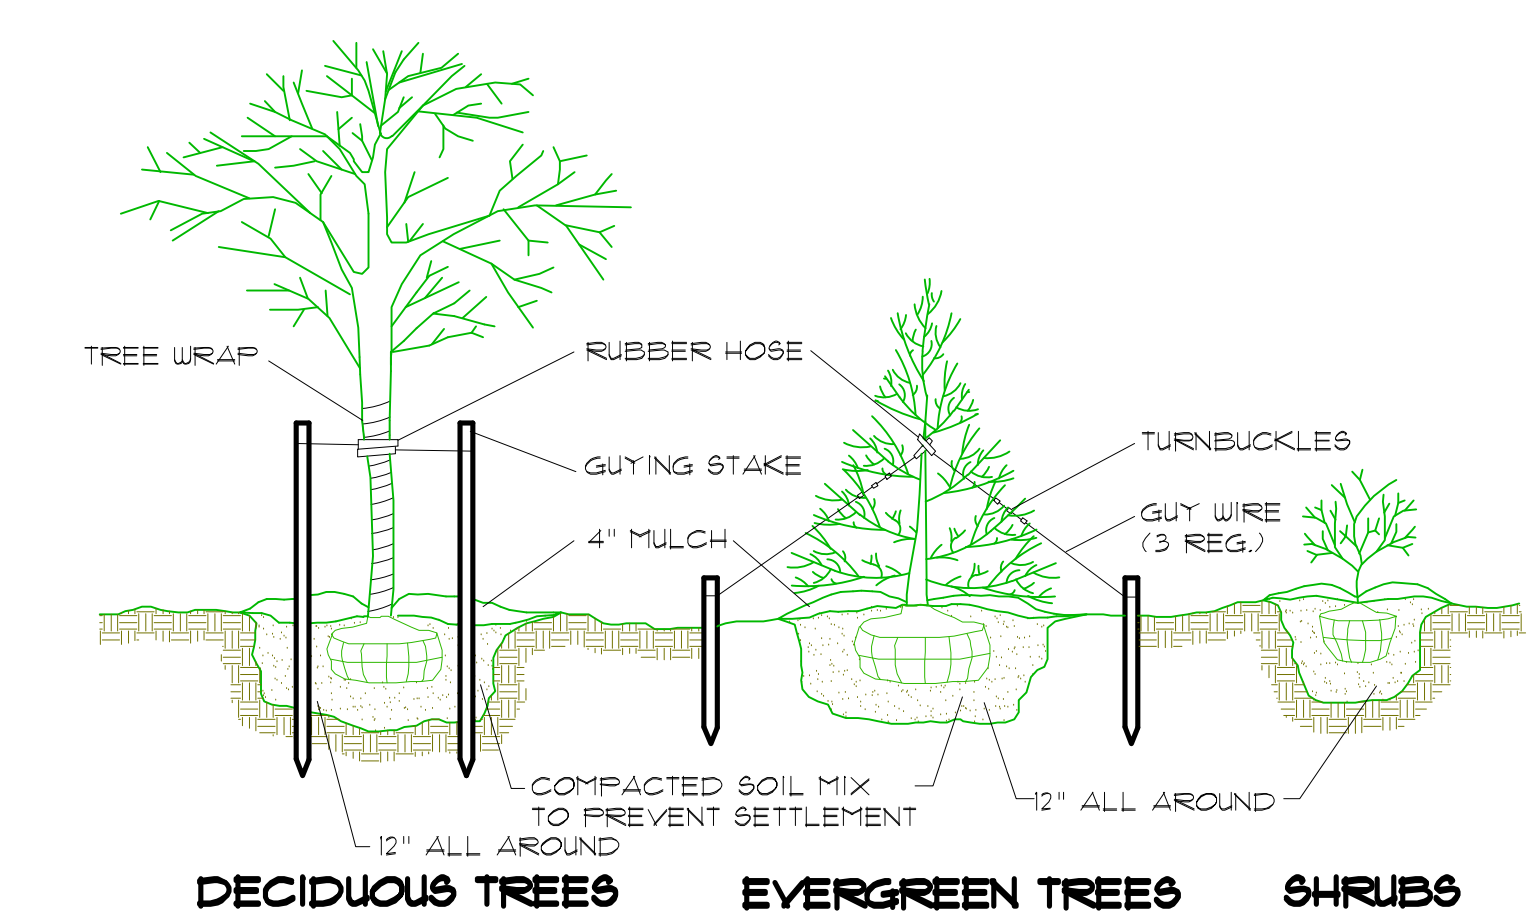 TREE WRAP
RUBBER HOSE
TURNBUCKLES
GUYING STAKE
GUY WIRE
(3 REG.)
4" MULCH
COMPACTED SOIL MIX
TO PREVENT SETTLEMENT
12" ALL AROUND
12" ALL AROUND
DECIDUOUS TREES
EVERGREEN TREES
SHRUBS